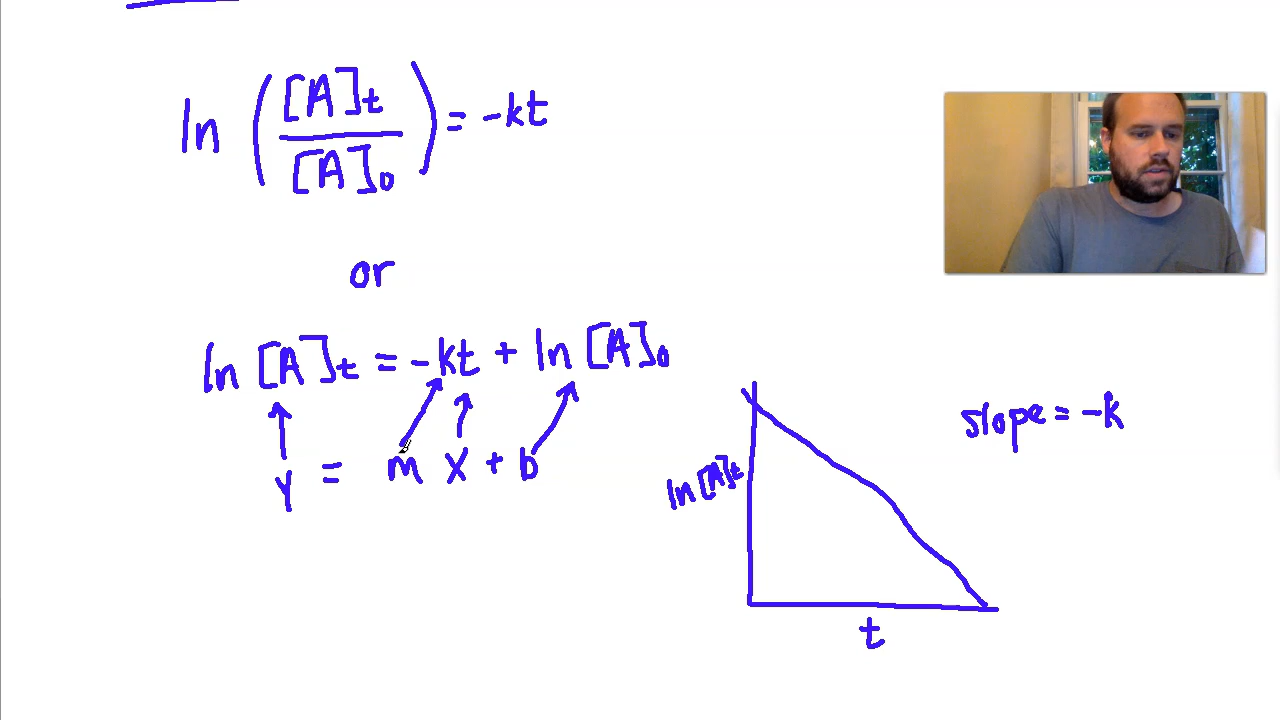 ln ([A]t / [A]0) = -kt
or
ln [A]t = -kt + ln [A]0
y = m x + b
ln [A]t
t
slope = -k